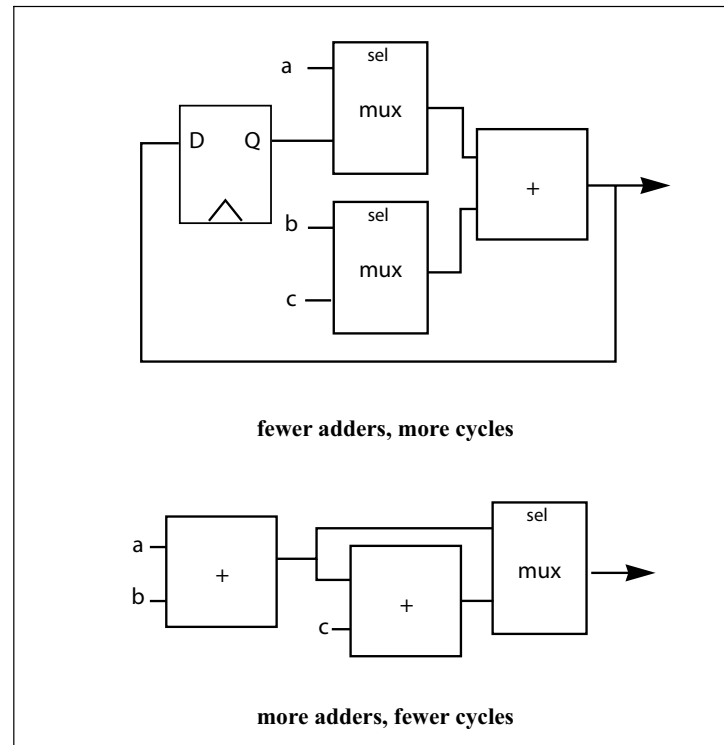 a
sel
mux
D Q
+
b
sel
mux
c
fewer adders, more cycles
a
b
+
+
c
sel
mux
more adders, fewer cycles